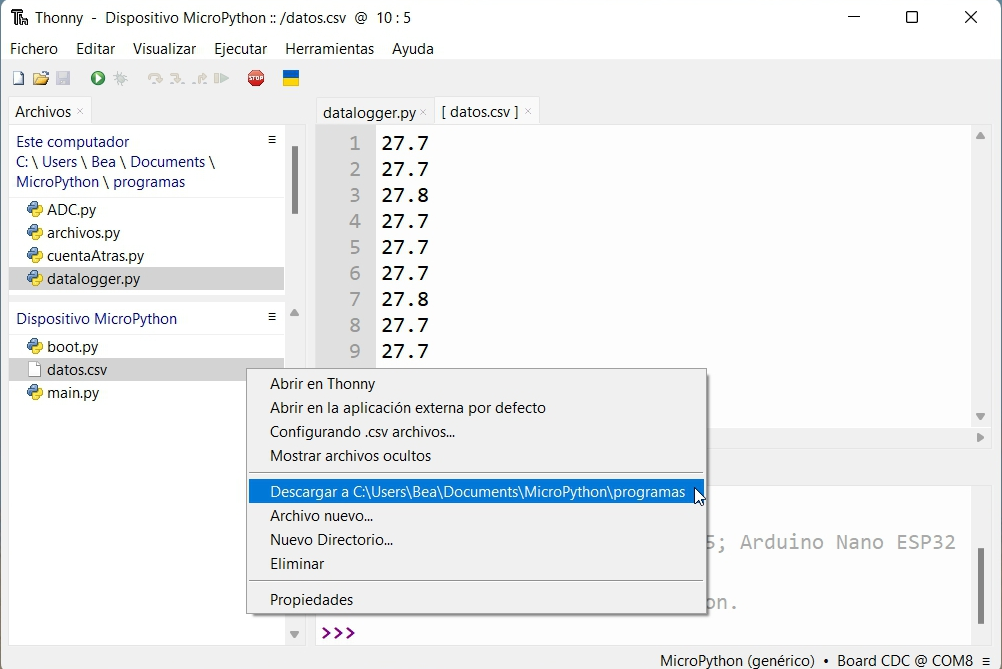 Thonny - Dispositivo MicroPython :: /datos.csv @ 10 : 5
Fichero Editar Visualizar Ejecutar Herramientas Ayuda
STOP
Archivos
Este computador
C: \ Users \ Bea \ Documents \
MicroPython \ programas
ADC.py
archivos.py
cuentaAtras.py
datalogger.py
Dispositivo MicroPython
boot.py
datos.csv
main.py
datalogger.py [ datos.csv ]
1 27.7
2 27.7
3 27.8
4 27.7
5 27.7
6 27.7
7 27.8
8 27.7
9 27.7
Abrir en Thonny
Abrir en la aplicación externa por defecto
Configurando .csv archivos...
Mostrar archivos ocultos
Descargar a C:\Users\Bea\Documents\MicroPython\programas
Archivo nuevo...
Nuevo Directorio...
Eliminar
Propiedades
; Arduino Nano ESP32
on.
>>>
MicroPython (genérico) • Board CDC @ COM8 ≡